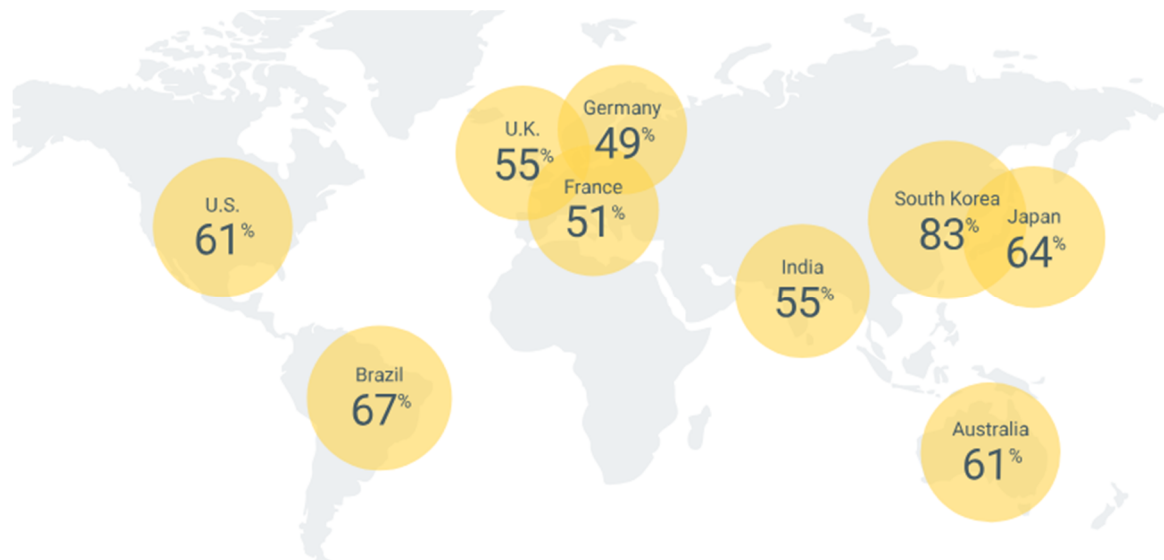 Germany
49%
U.K.
55%
France
51%
U.S.
61%
South Korea
83%
Japan
64%
India
55%
Brazil
67%
Australia
61%